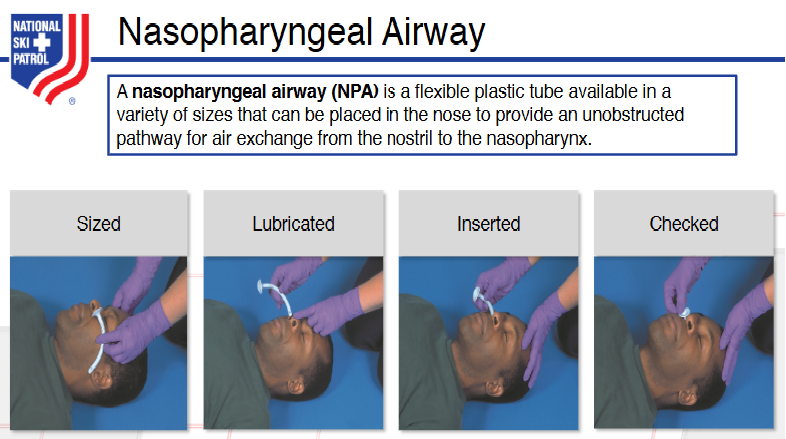 NATIONAL
SKI
PATROL
®
Nasopharyngeal Airway
A nasopharyngeal airway (NPA) is a flexible plastic tube available in a
variety of sizes that can be placed in the nose to provide an unobstructed
pathway for air exchange from the nostril to the nasopharynx.
Sized
Lubricated
Inserted
Checked